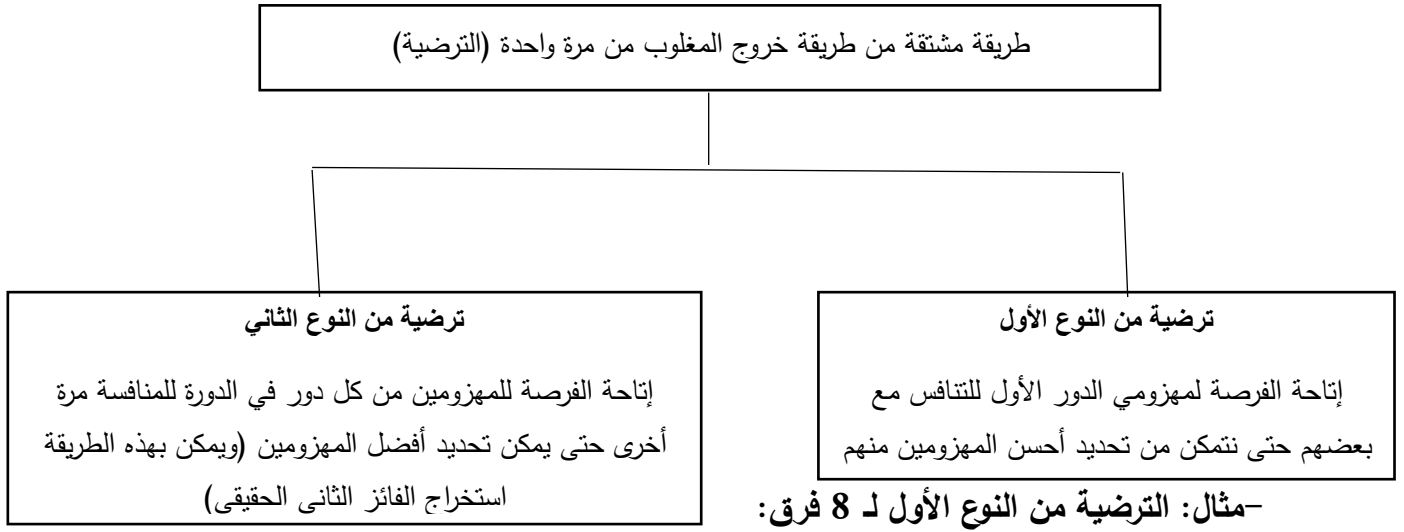 طريقة مشتقة من طريقة خروج المغلوب من مرة واحدة (الترضية)
ترضية من النوع الأول
إتاحة الفرصة لمهزومي الدور الأول للتنافس مع
بعضهم حتى نتمكن من تحديد أحسن المهزومين منهم
ترضية من النوع الثاني
إتاحة الفرصة للمهزومين من كل دور في الدورة للمنافسة مرة
أخرى حتى يمكن تحديد أفضل المهزومين (ويمكن بهذه الطريقة
استخراج الفائز الثاني الحقيقي)
-مثال: الترضية من النوع الأول لـ 8 فرق: